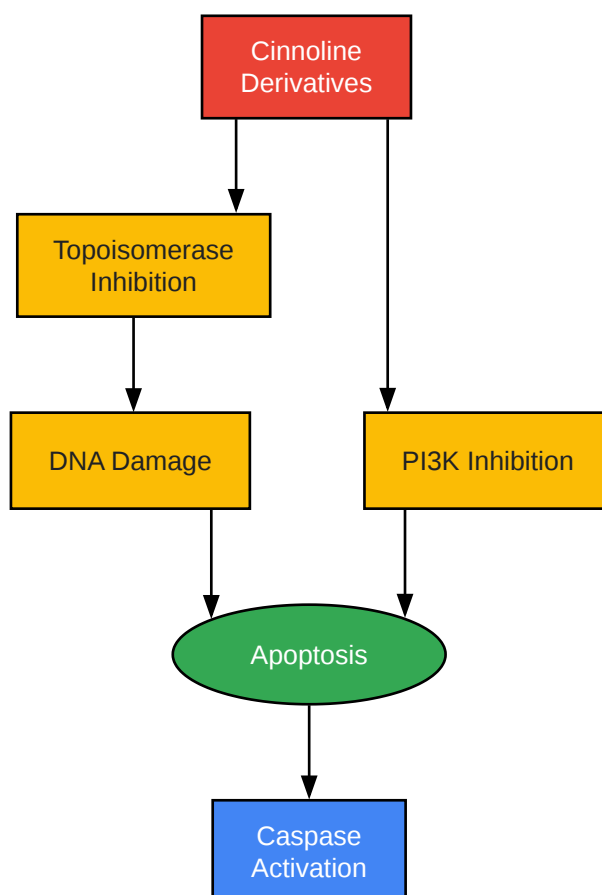 Cinnoline
Derivatives
Topoisomerase
Inhibition
DNA Damage
PI3K Inhibition
Apoptosis
Caspase
Activation